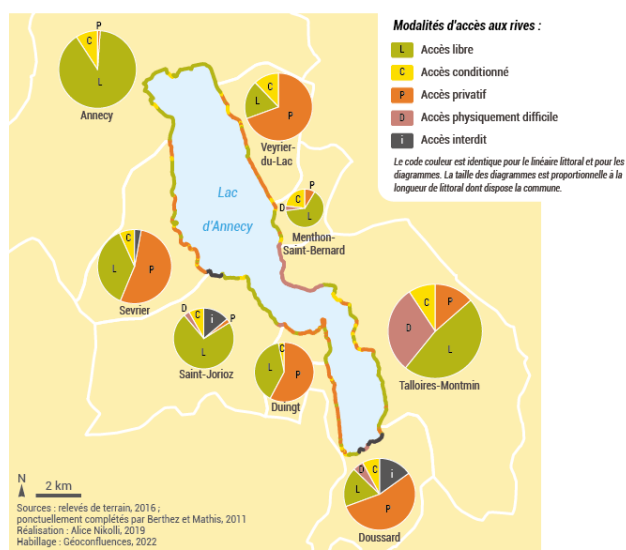 Modalités d'accès aux rives :
L Accès libre
C Accès conditionné
P Accès privatif
D Accès physiquement difficile
i Accès interdit
Le code couleur est identique pour le linéaire littoral et pour les
diagrammes. La taille des diagrammes est proportionnelle à la
longueur de littoral dont dispose la commune.
P
C
L
Annecy
C
L
P
Veyrier-
du-Lac
Lac
d'Annecy
P
C
D
L
Menthon-
Saint-Bernard
C
L
P
Sevrier
D
C
i
P
L
Saint-Jorioz
C
L
P
Duingt
C
P
D
L
Talloires-Montmin
D
C
i
L
P
Doussard
N
2 km
Sources : relevés de terrain, 2016 ;
ponctuellement complétés par Berthez et Mathis, 2011
Réalisation : Alice Nikolli, 2019
Habillage : Géoconfluences, 2022